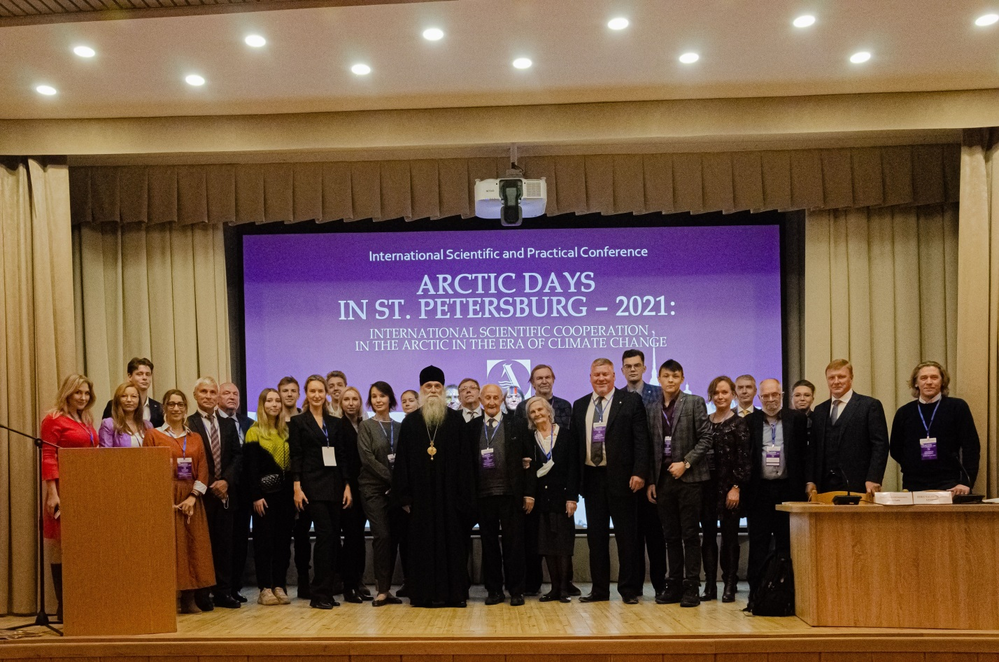 International Scientific and Practical Conference
ARCTIC DAYS
IN ST. PETERSBURG – 2021:
INTERNATIONAL SCIENTIFIC COOPERATION
IN THE ARCTIC IN THE ERA OF CLIMATE CHANGE